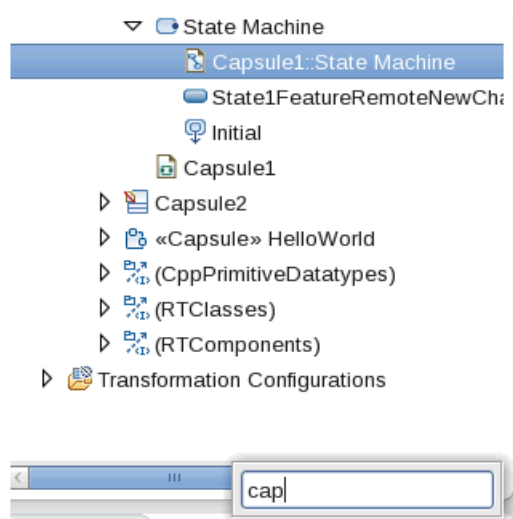 State Machine
Capsule1::State Machine
State1FeatureRemoteNewCha
Initial
Capsule1
Capsule2
«Capsule» HelloWorld
(CppPrimitiveDatatypes)
(RTClasses)
(RTComponents)
Transformation Configurations
cap